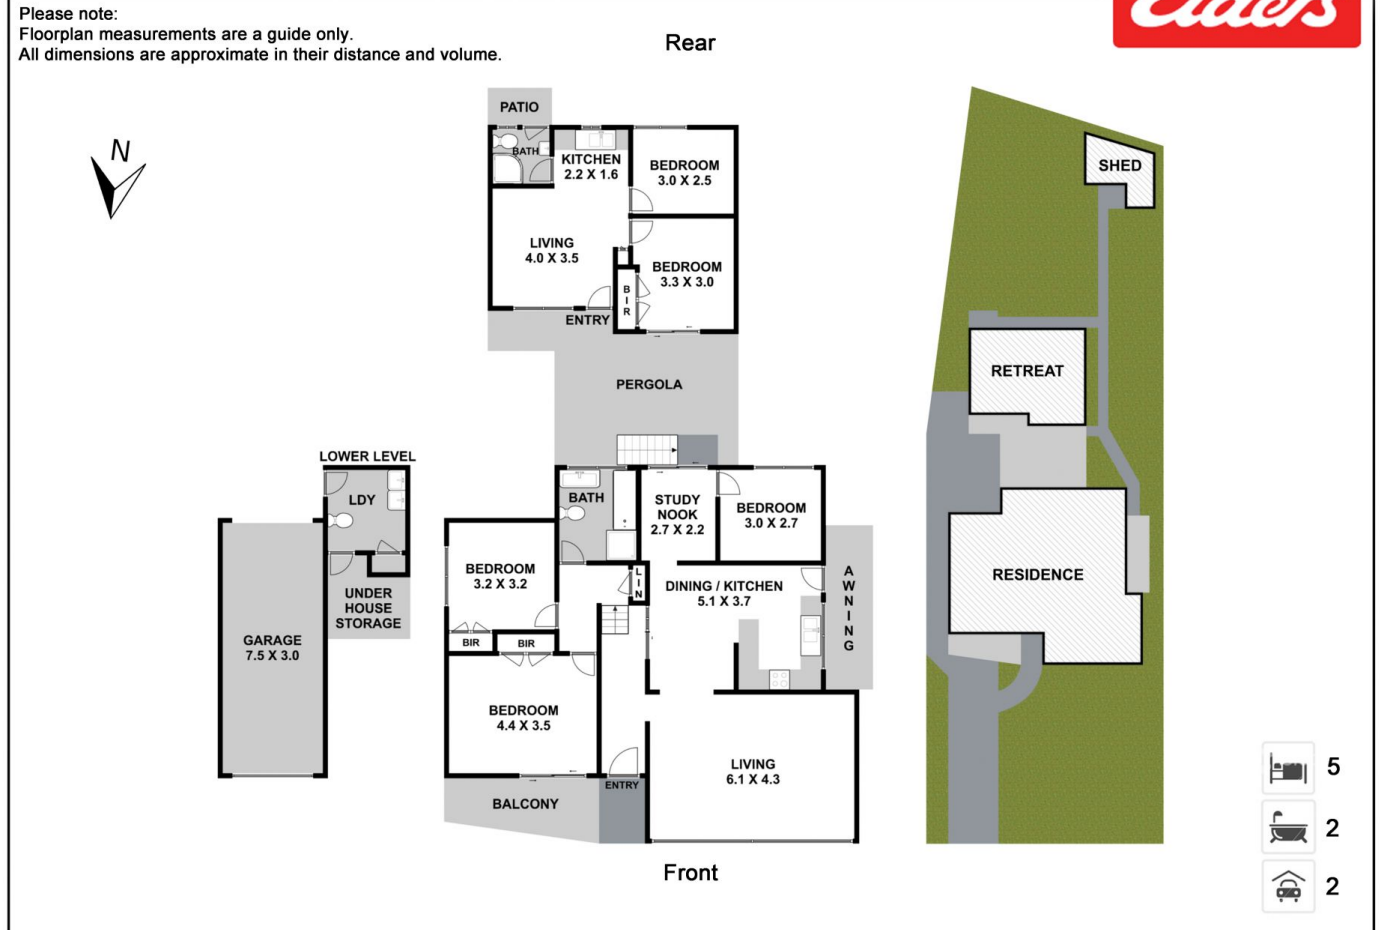 Please note:
Floorplan measurements are a guide only.
All dimensions are approximate in their distance and volume.
Elders
Rear
N
PATIO
BATH
KITCHEN
2.2 X 1.6
BEDROOM
3.0 X 2.5
LIVING
4.0 X 3.5
BEDROOM
3.3 X 3.0
BIR
ENTRY
PERGOLA
SHED
RETREAT
RESIDENCE
LOWER LEVEL
LDY
UNDER
HOUSE
STORAGE
GARAGE
7.5 X 3.0
BATH
STUDY
NOOK
2.7 X 2.2
BEDROOM
3.0 X 2.7
BEDROOM
3.2 X 3.2
LIN
DINING / KITCHEN
5.1 X 3.7
AWNING
BIR
BIR
BEDROOM
4.4 X 3.5
LIVING
6.1 X 4.3
ENTRY
BALCONY
Front
5
2
2